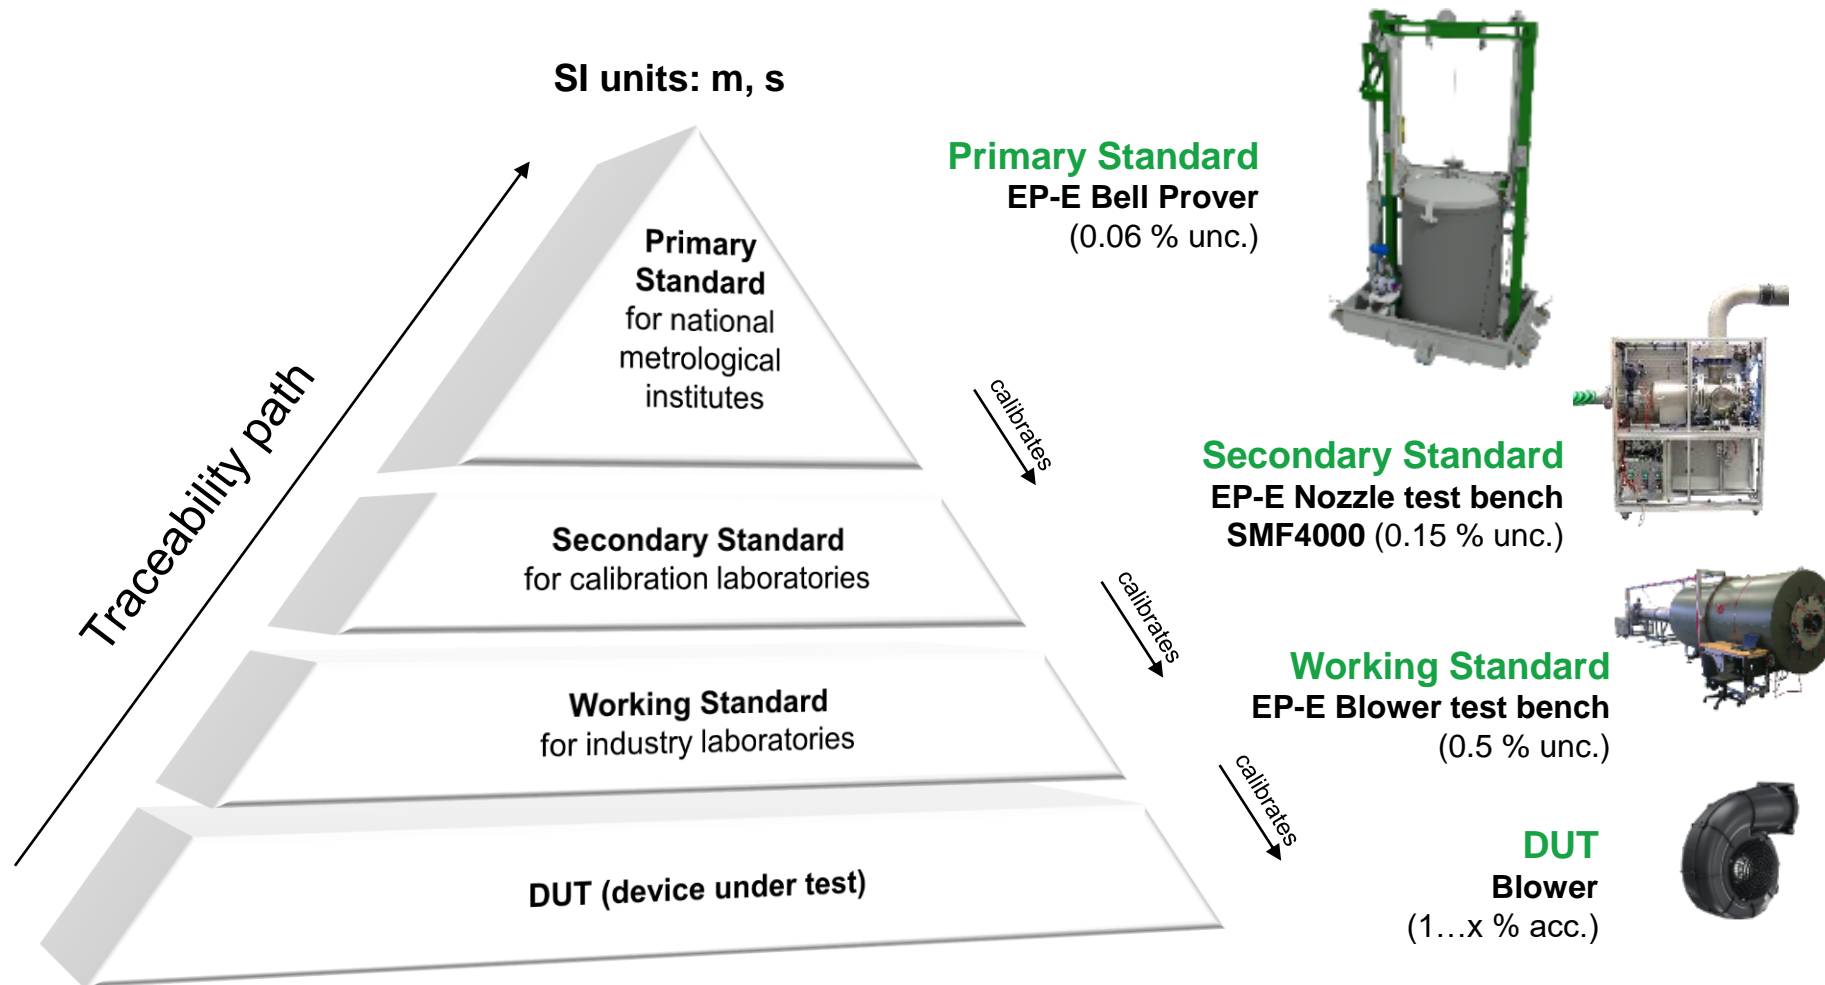 SI units: m, s
Traceability path
Primary
Standard
for national
metrological
institutes
Secondary Standard
for calibration laboratories
Working Standard
for industry laboratories
DUT (device under test)
Primary Standard
EP-E Bell Prover
(0.06 % unc.)
calibrates
Secondary Standard
EP-E Nozzle test bench
SMF4000 (0.15 % unc.)
calibrates
Working Standard
EP-E Blower test bench
(0.5 % unc.)
calibrates
DUT
Blower
(1…x % acc.)